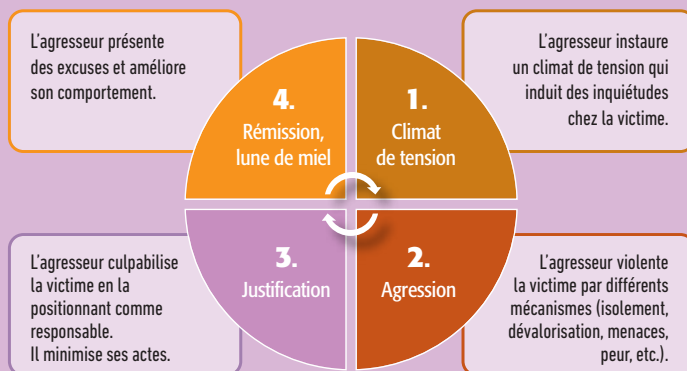 L'agresseur présente
des excuses et améliore
son comportement.
4.
Rémission,
lune de miel
1.
Climat
de tension
L'agresseur instaure
un climat de tension qui
induit des inquiétudes
chez la victime.
L'agresseur culpabilise
la victime en la
positionnant comme
responsable.
Il minimise ses actes.
3.
Justification
2.
Agression
L'agresseur violente
la victime par différents
mécanismes (isolement,
dévalorisation, menaces,
peur, etc.).